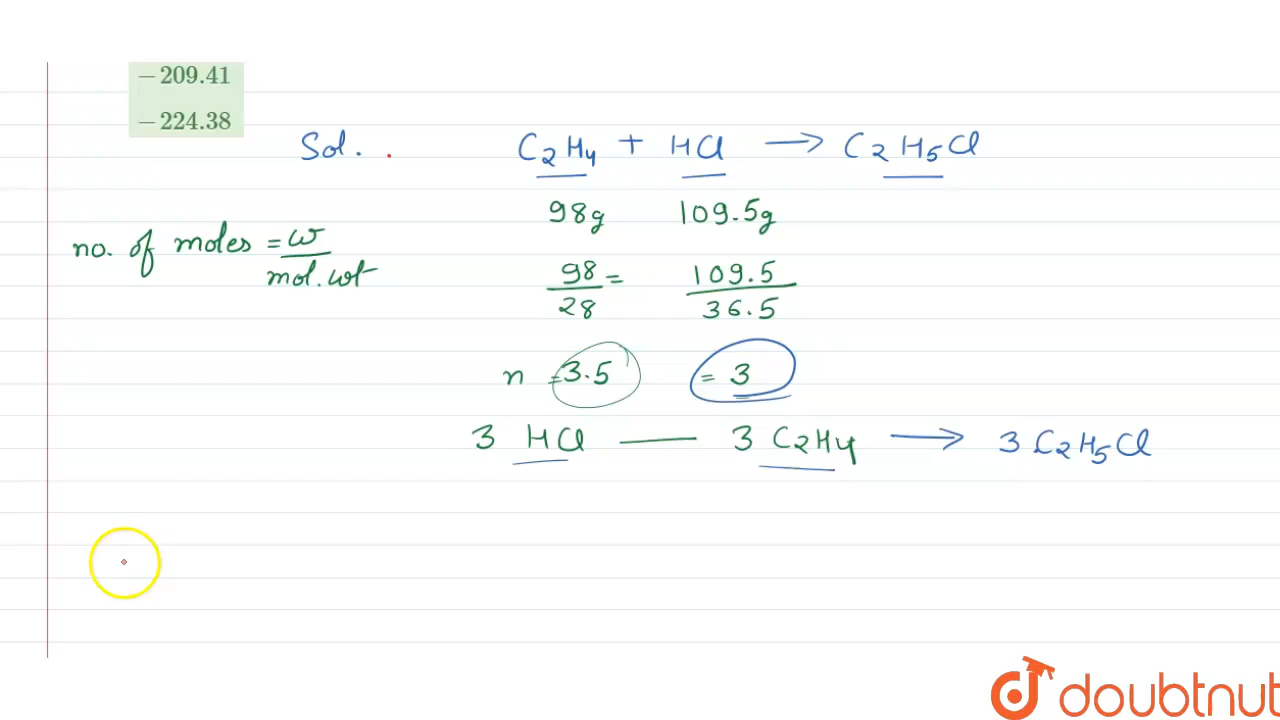 −209.41
−224.38
Sol. . C2H4 + HCl → C2H5Cl
98g 109.5g
no. of moles = w/mol.wt
98/28 = 109.5/36.5
n = 3.5 = 3
3 HCl — 3 C2H4 → 3 C2H5Cl
doubtnut